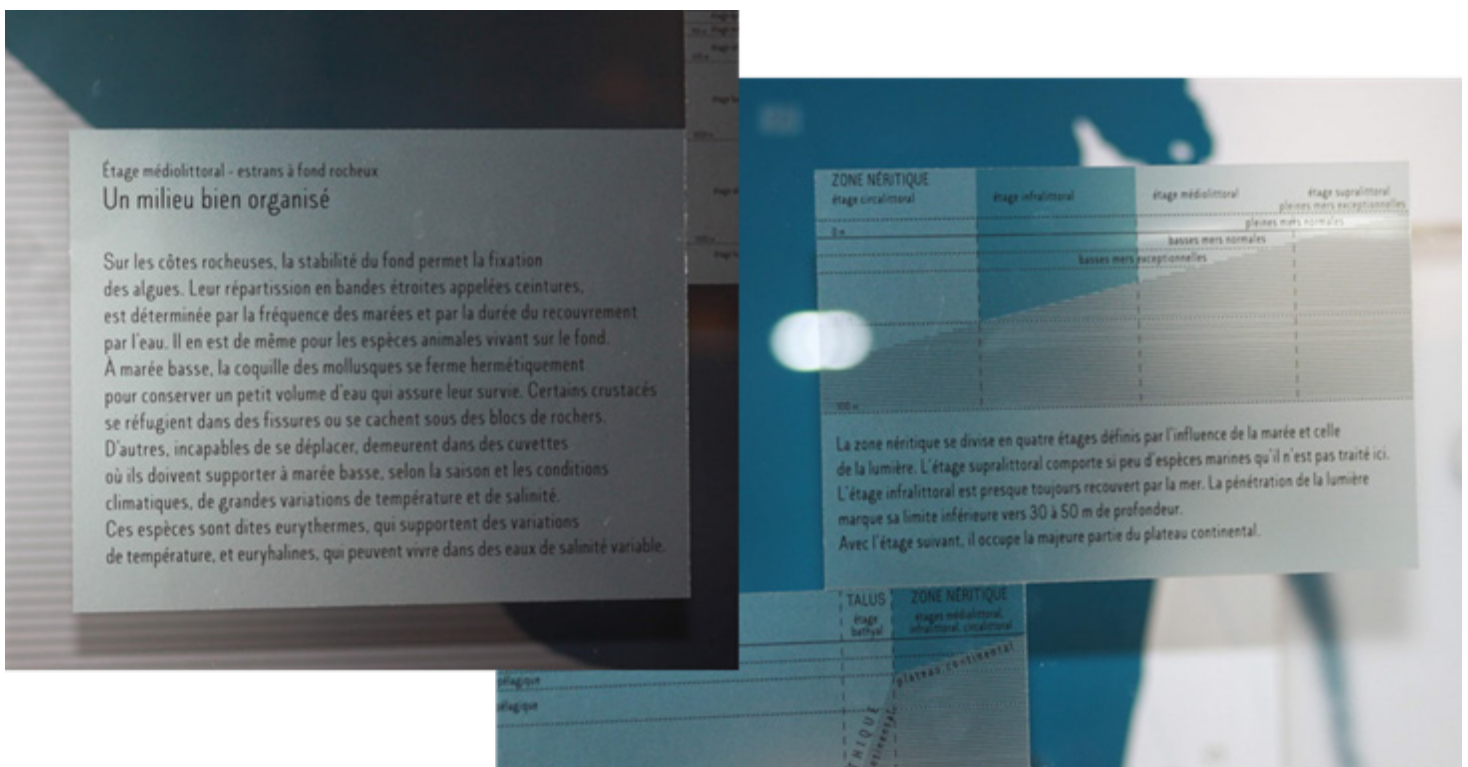 Étage médiolittoral - estrans à fond rocheux
Un milieu bien organisé
Sur les côtes rocheuses, la stabilité du fond permet la fixation
des algues. Leur répartission en bandes étroites appelées ceintures,
est déterminée par la fréquence des marées et par la durée du recouvrement
par l'eau. Il en est de même pour les espèces animales vivant sur le fond.
À marée basse, la coquille des mollusques se ferme hermétiquement
pour conserver un petit volume d'eau qui assure leur survie. Certains crustacés
se réfugient dans des fissures ou se cachent sous des blocs de rochers.
D'autres, incapables de se déplacer, demeurent dans des cuvettes
où ils doivent supporter à marée basse, selon la saison et les conditions
climatiques, de grandes variations de température et de salinité.
Ces espèces sont dites eurythermes, qui supportent des variations
de température, et euryhalines, qui peuvent vivre dans des eaux de salinité variable.
ZONE NÉRITIQUE
étage circalittoral
étage infralittoral
étage médiolittoral
étage supralittoral
pleines mers exceptionnelles
pleines mers normales
0 m
basses mers normales
basses mers exceptionnelles
100 m
La zone néritique se divise en quatre étages définis par l'influence de la marée et celle
de la lumière. L'étage supralittoral comporte si peu d'espèces marines qu'il n'est pas traité ici.
L'étage infralittoral est presque toujours recouvert par la mer. La pénétration de la lumière
marque sa limite inférieure vers 30 à 50 m de profondeur.
Avec l'étage suivant, il occupe la majeure partie du plateau continental.
TALUS
étage
bathyal
ZONE NÉRITIQUE
étages médiolittoral,
infralittoral, circalittoral
plateau continental
pélagique
pélagique